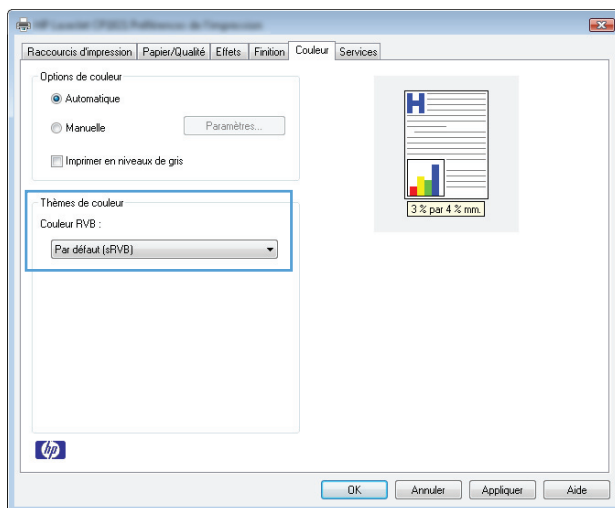 Raccourcis d'impression Papier/Qualité Effets Finition Couleur Services
Options de couleur
Automatique
Manuelle
Paramètres...
Imprimer en niveaux de gris
H
3 % par 4 % mm.
Thèmes de couleur
Couleur RVB :
Par défaut (sRVB)
hp
OK Annuler Appliquer Aide